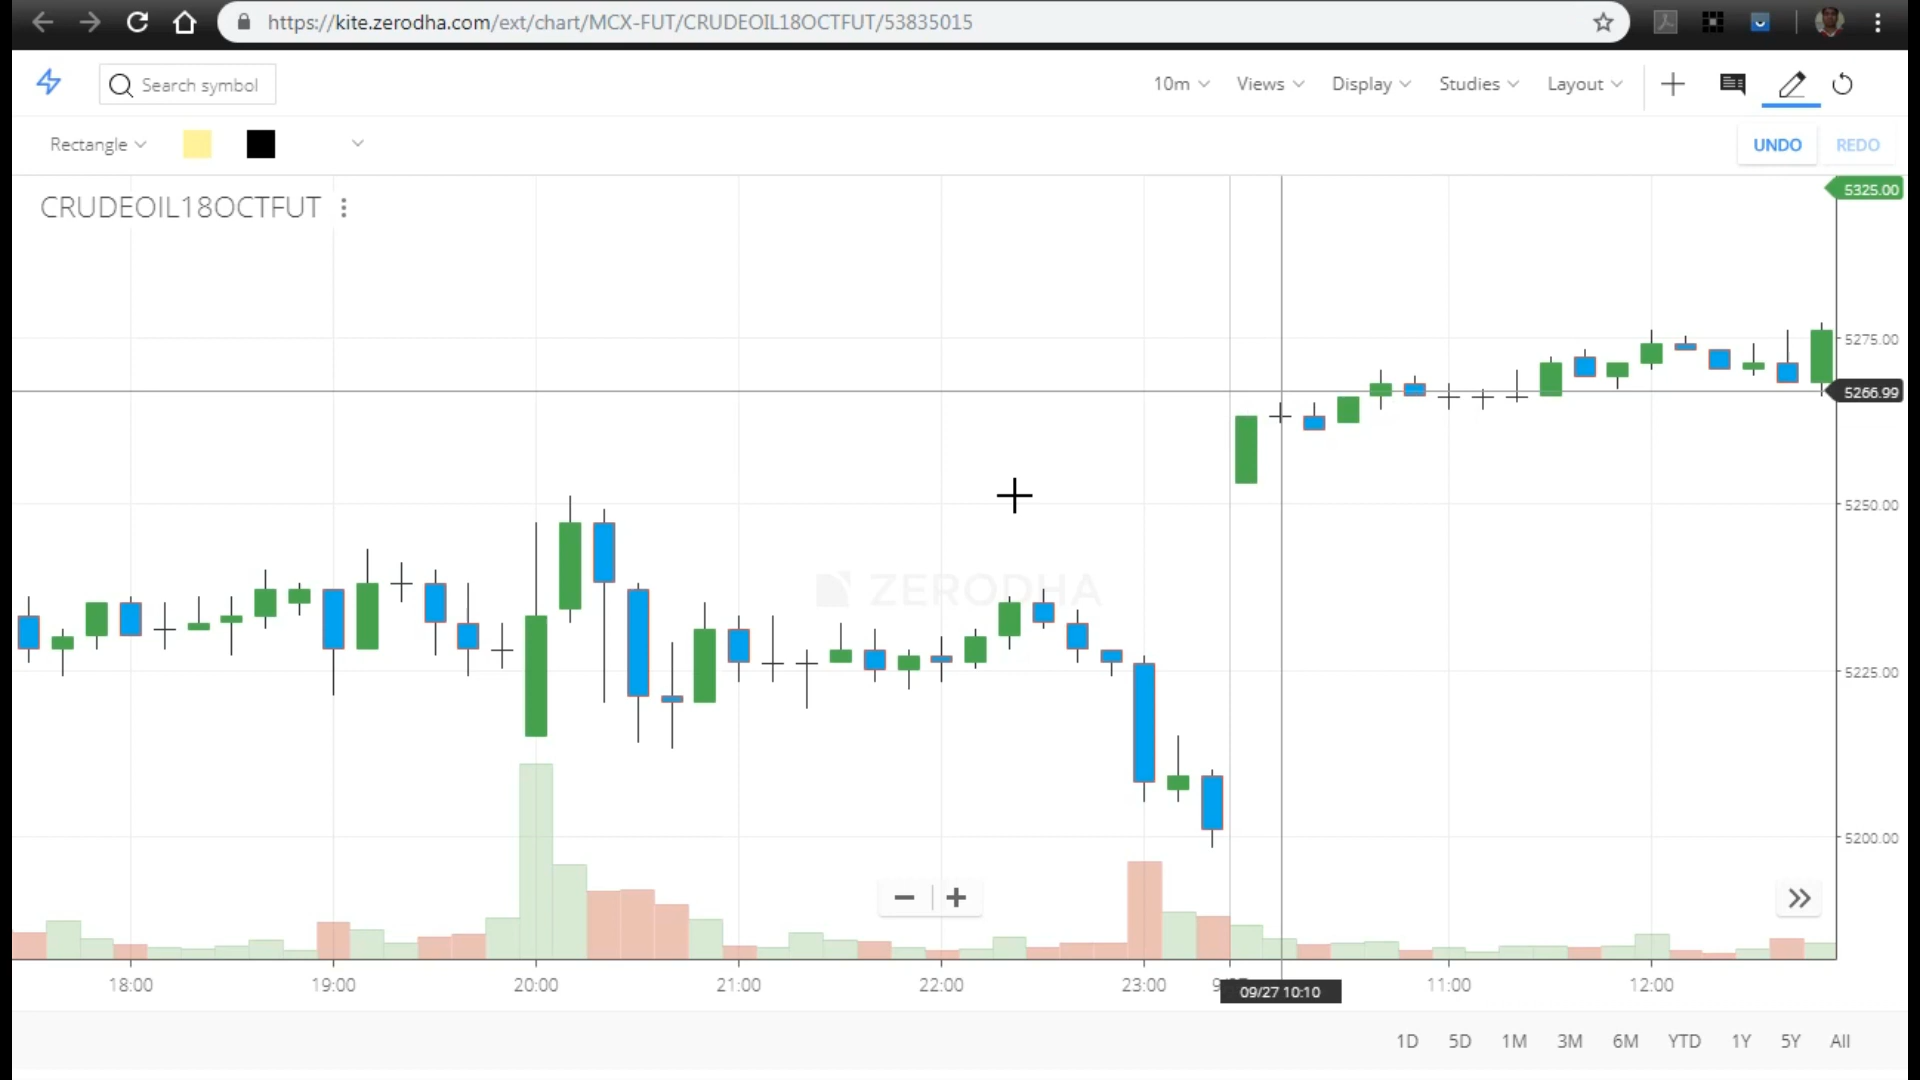 https://kite.zerodha.com/ext/chart/MCX-FUT/CRUDEOIL18OCTFUT/53835015
Search symbol
10m Views Display Studies Layout
Rectangle
UNDO REDO
CRUDEOIL18OCTFUT
5325.00
5275.00
5266.99
5250.00
ZERODHA
5225.00
5200.00
18:00 19:00 20:00 21:00 22:00 23:00 11:00 12:00
09/27 10:10
1D 5D 1M 3M 6M YTD 1Y 5Y All